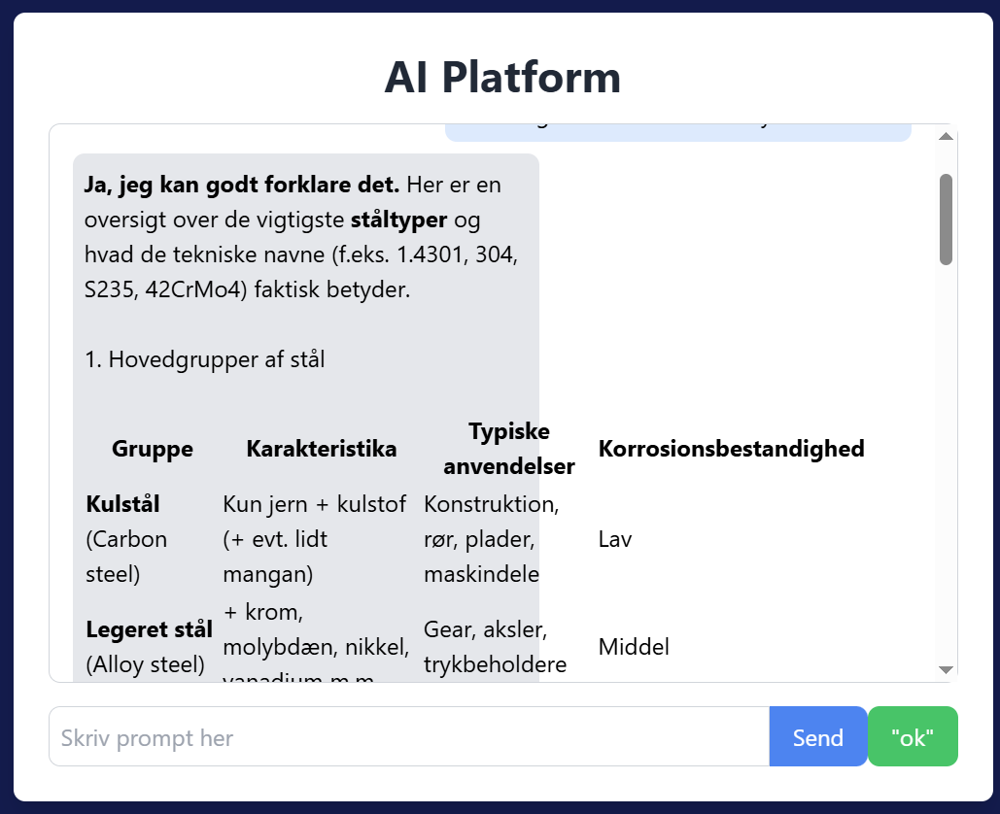 AI Platform
Ja, jeg kan godt forklare det. Her er en
oversigt over de vigtigste ståltyper og
hvad de tekniske navne (f.eks. 1.4301, 304,
S235, 42CrMo4) faktisk betyder.
1. Hovedgrupper af stål
Gruppe Karakteristika Typiske anvendelser Korrosionsbestandighed
Kulstål
(Carbon
steel)
Kun jern + kulstof
(+ evt. lidt
mangan)
Konstruktion,
rør, plader,
maskindele
Lav
Legeret stål
(Alloy steel)
+ krom,
molybdæn, nikkel,
vanadium m.m.
Gear, aksler,
trykbeholdere
Middel
Skriv prompt her
Send
"ok"